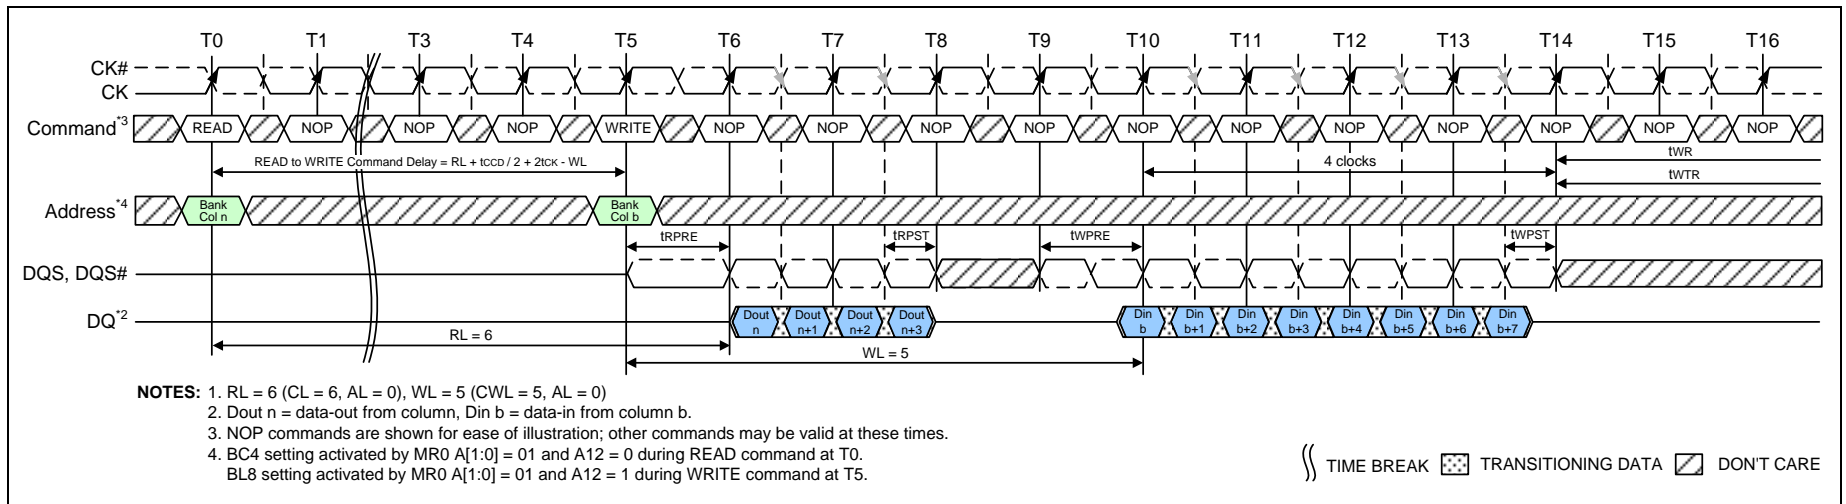 T0 T1 T3 T4 T5 T6 T7 T8 T9 T10 T11 T12 T13 T14 T15 T16
CK#
CK
Command*3 READ NOP NOP NOP WRITE NOP NOP NOP NOP NOP NOP NOP NOP NOP NOP NOP
READ to WRITE Command Delay = RL + tCCD / 2 + 2tCK - WL 4 clocks tWR
tWTR
Address*4 Bank Col n Bank Col b
tRPRE tRPST tWPRE tWPST
DQS, DQS#
DQ*2 Dout n Dout n+1 Dout n+2 Dout n+3 Din b Din b+1 Din b+2 Din b+3 Din b+4 Din b+5 Din b+6 Din b+7
RL = 6
WL = 5
NOTES: 1. RL = 6 (CL = 6, AL = 0), WL = 5 (CWL = 5, AL = 0)
2. Dout n = data-out from column, Din b = data-in from column b.
3. NOP commands are shown for ease of illustration; other commands may be valid at these times.
4. BC4 setting activated by MR0 A[1:0] = 01 and A12 = 0 during READ command at T0.
BL8 setting activated by MR0 A[1:0] = 01 and A12 = 1 during WRITE command at T5.
TIME BREAK TRANSITIONING DATA DON'T CARE